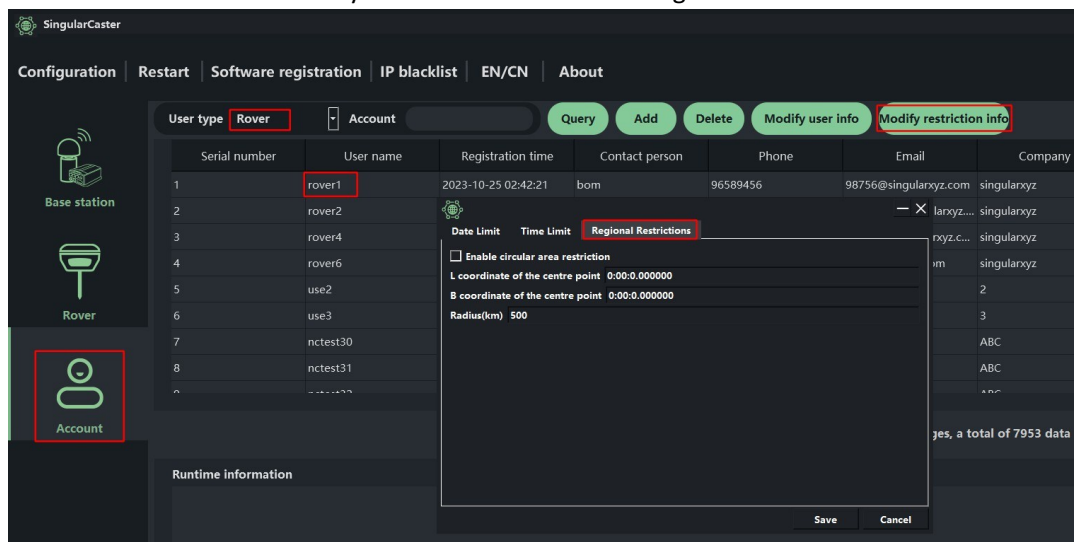 SingularCaster
Configuration Restart Software registration IP blacklist EN/CN About
User type Rover Account Query Add Delete Modify user info Modify restriction info
Serial number User name Registration time Contact person Phone Email Company
1 rover1 2023-10-25 02:42:21 bom 96589456 98756@singularxyz.com singularxyz
Base station
2 rover2 larxyz.... singularxyz
3 rover4 rxyz.c... singularxyz
4 rover6 om singularxyz
5 use2 2
6 use3 3
7 nctest30 ABC
8 nctest31 ABC
Rover
Account
Date Limit Time Limit Regional Restrictions
Enable circular area restriction
L coordinate of the centre point 0:00:0.000000
B coordinate of the centre point 0:00:0.000000
Radius(km) 500
Save Cancel
ges, a total of 7953 data
Runtime information